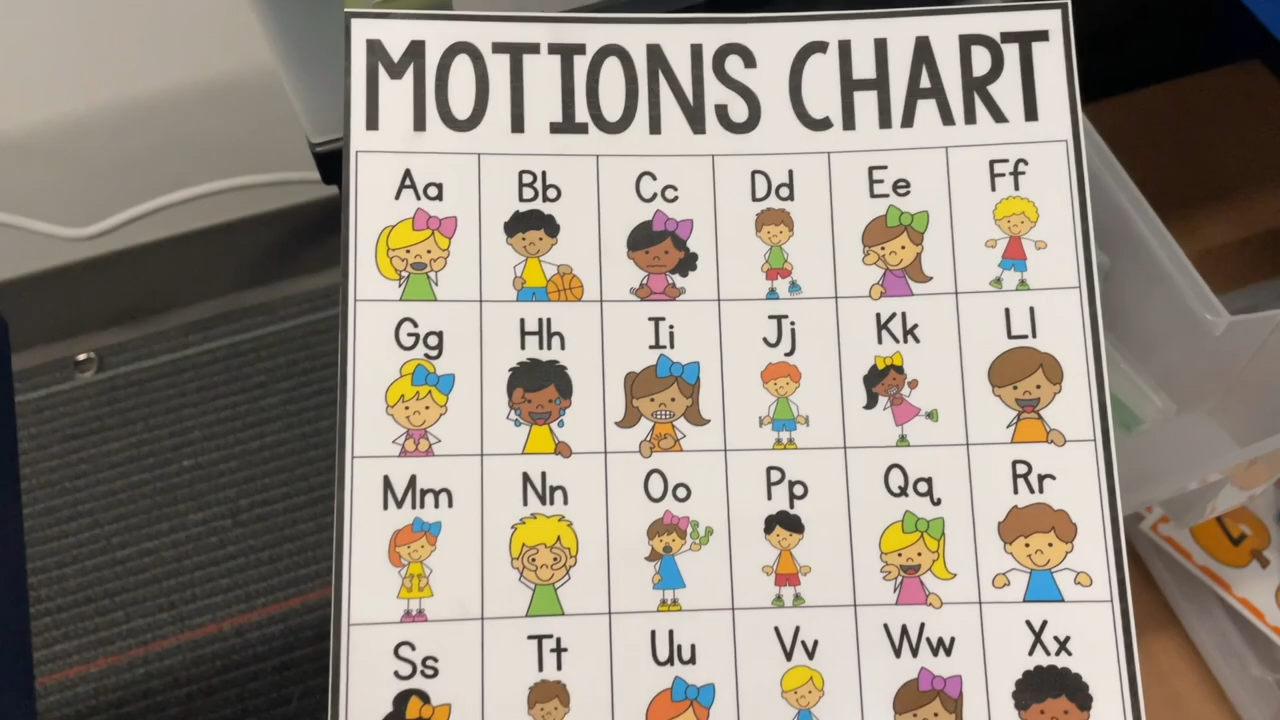 MOTIONS CHART
Aa Bb Cc Dd Ee Ff
Gg Hh Ii Jj Kk Ll
Mm Nn Oo Pp Qq Rr
Ss Tt Uu Vv Ww Xx